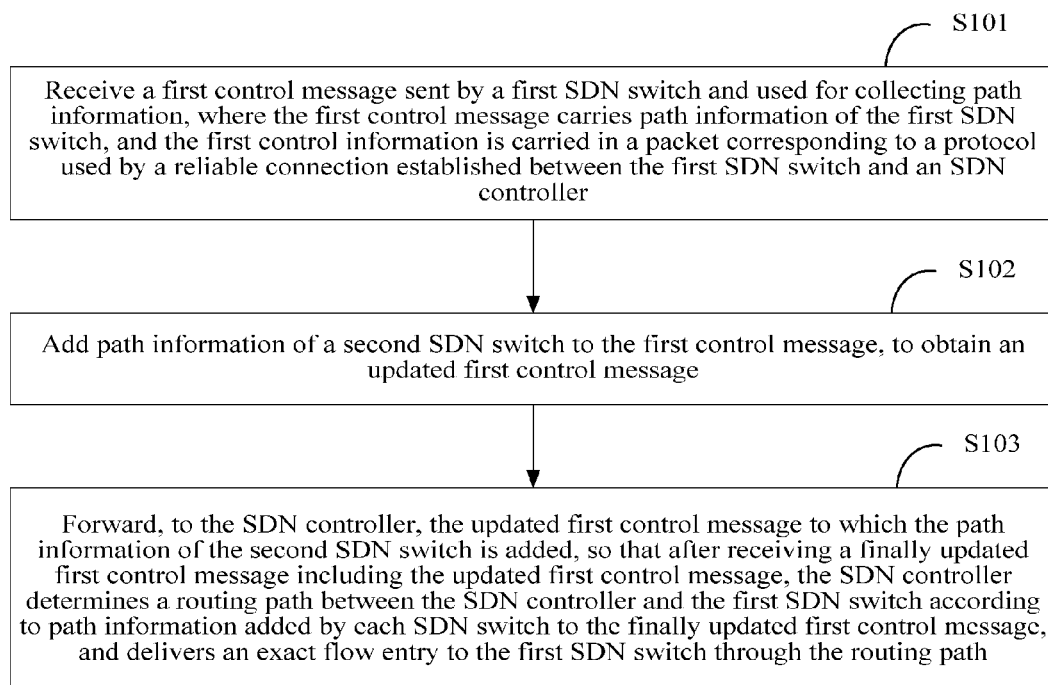 S101
Receive a first control message sent by a first SDN switch and used for collecting path
information, where the first control message carries path information of the first SDN
switch, and the first control information is carried in a packet corresponding to a protocol
used by a reliable connection established between the first SDN switch and an SDN
controller
S102
Add path information of a second SDN switch to the first control message, to obtain an
updated first control message
S103
Forward, to the SDN controller, the updated first control message to which the path
information of the second SDN switch is added, so that after receiving a finally updated
first control message including the updated first control message, the SDN controller
determines a routing path between the SDN controller and the first SDN switch according
to path information added by each SDN switch to the finally updated first control message,
and delivers an exact flow entry to the first SDN switch through the routing path